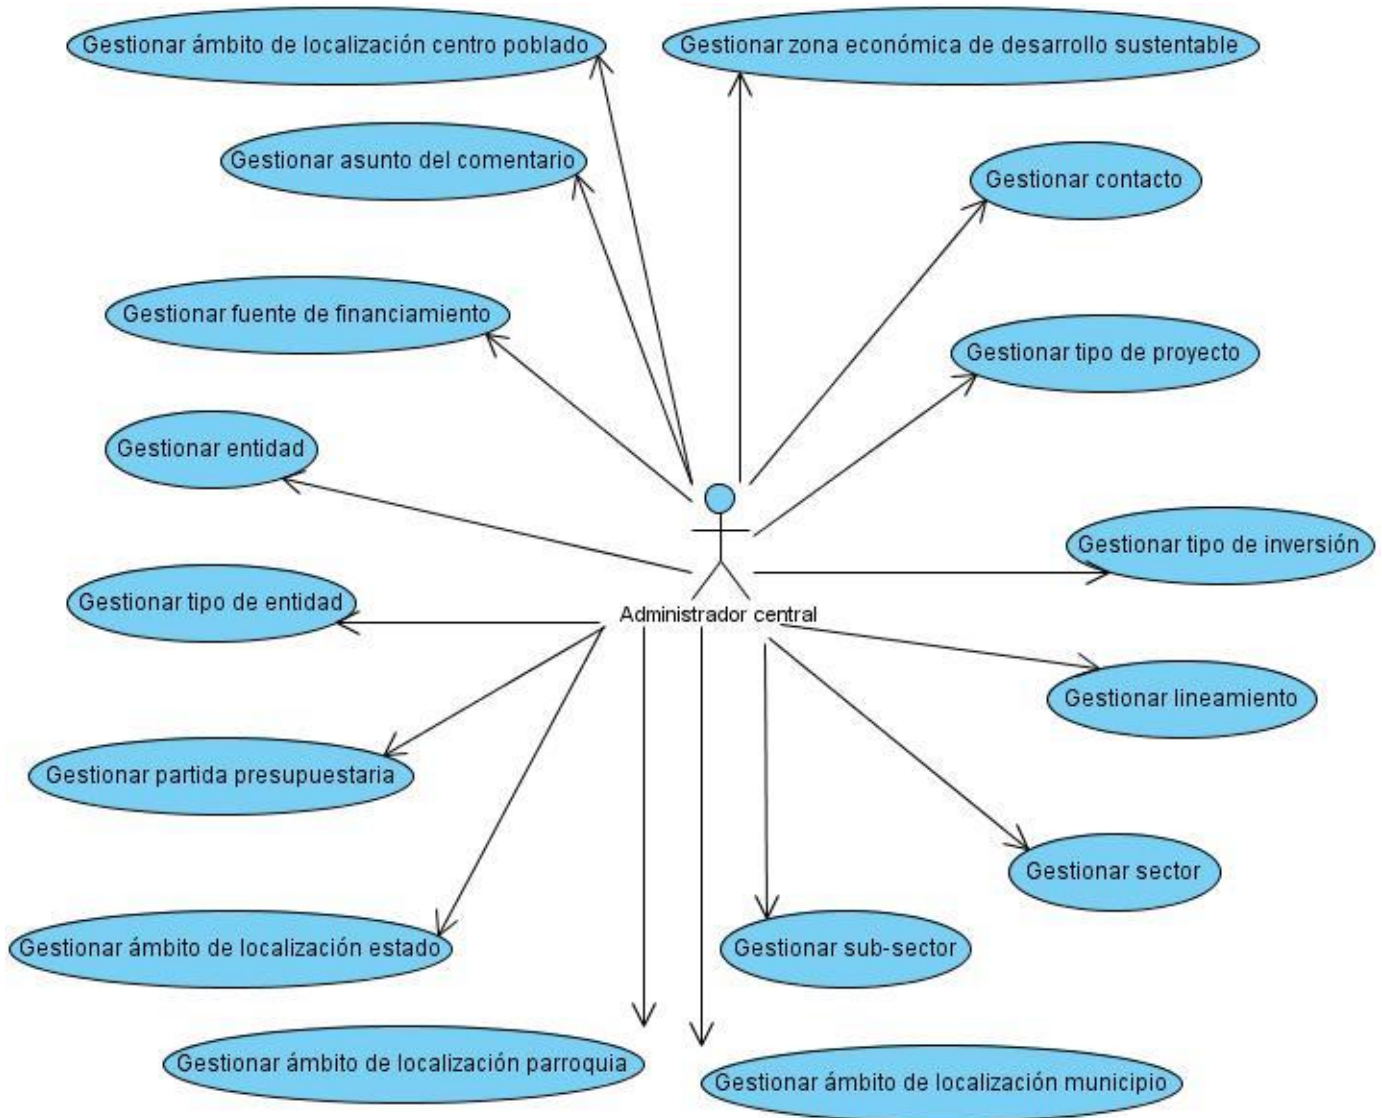 Gestionar ámbito de localización centro poblado
Gestionar zona económica de desarrollo sustentable
Gestionar asunto del comentario
Gestionar contacto
Gestionar fuente de financiamiento
Gestionar tipo de proyecto
Gestionar entidad
Gestionar tipo de inversión
Gestionar tipo de entidad
Administrador central
Gestionar lineamiento
Gestionar partida presupuestaria
Gestionar sector
Gestionar ámbito de localización estado
Gestionar sub-sector
Gestionar ámbito de localización parroquia
Gestionar ámbito de localización municipio